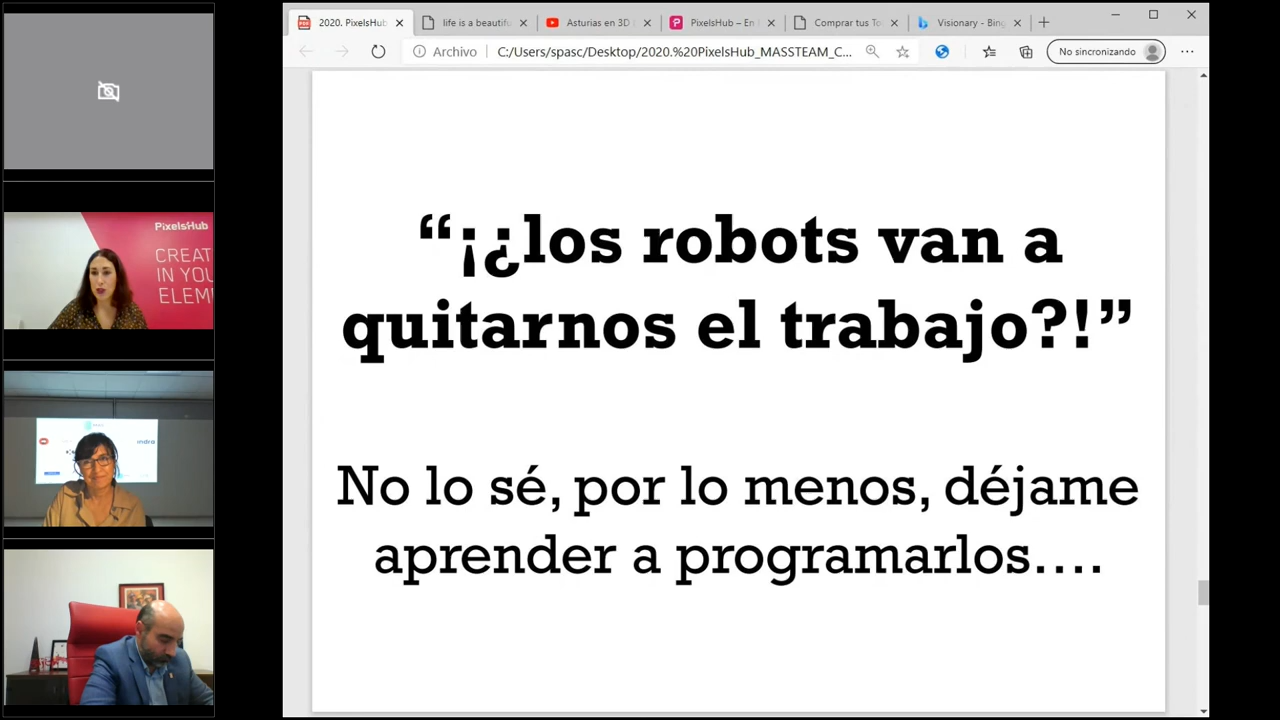 2020. PixelsHub
life is a beautifu
Asturias en 3D
PixelsHub – En
Comprar tus To
Visionary - Bing
Archivo
C:/Users/spasc/Desktop/2020.%20PixelsHub_MASSTEAM_C...
No sincronizando
PixelsHub
CREAT
IN YOU
ELEM
indra
“¡¿los robots van a
quitarnos el trabajo?!”
No lo sé, por lo menos, déjame
aprender a programarlos….